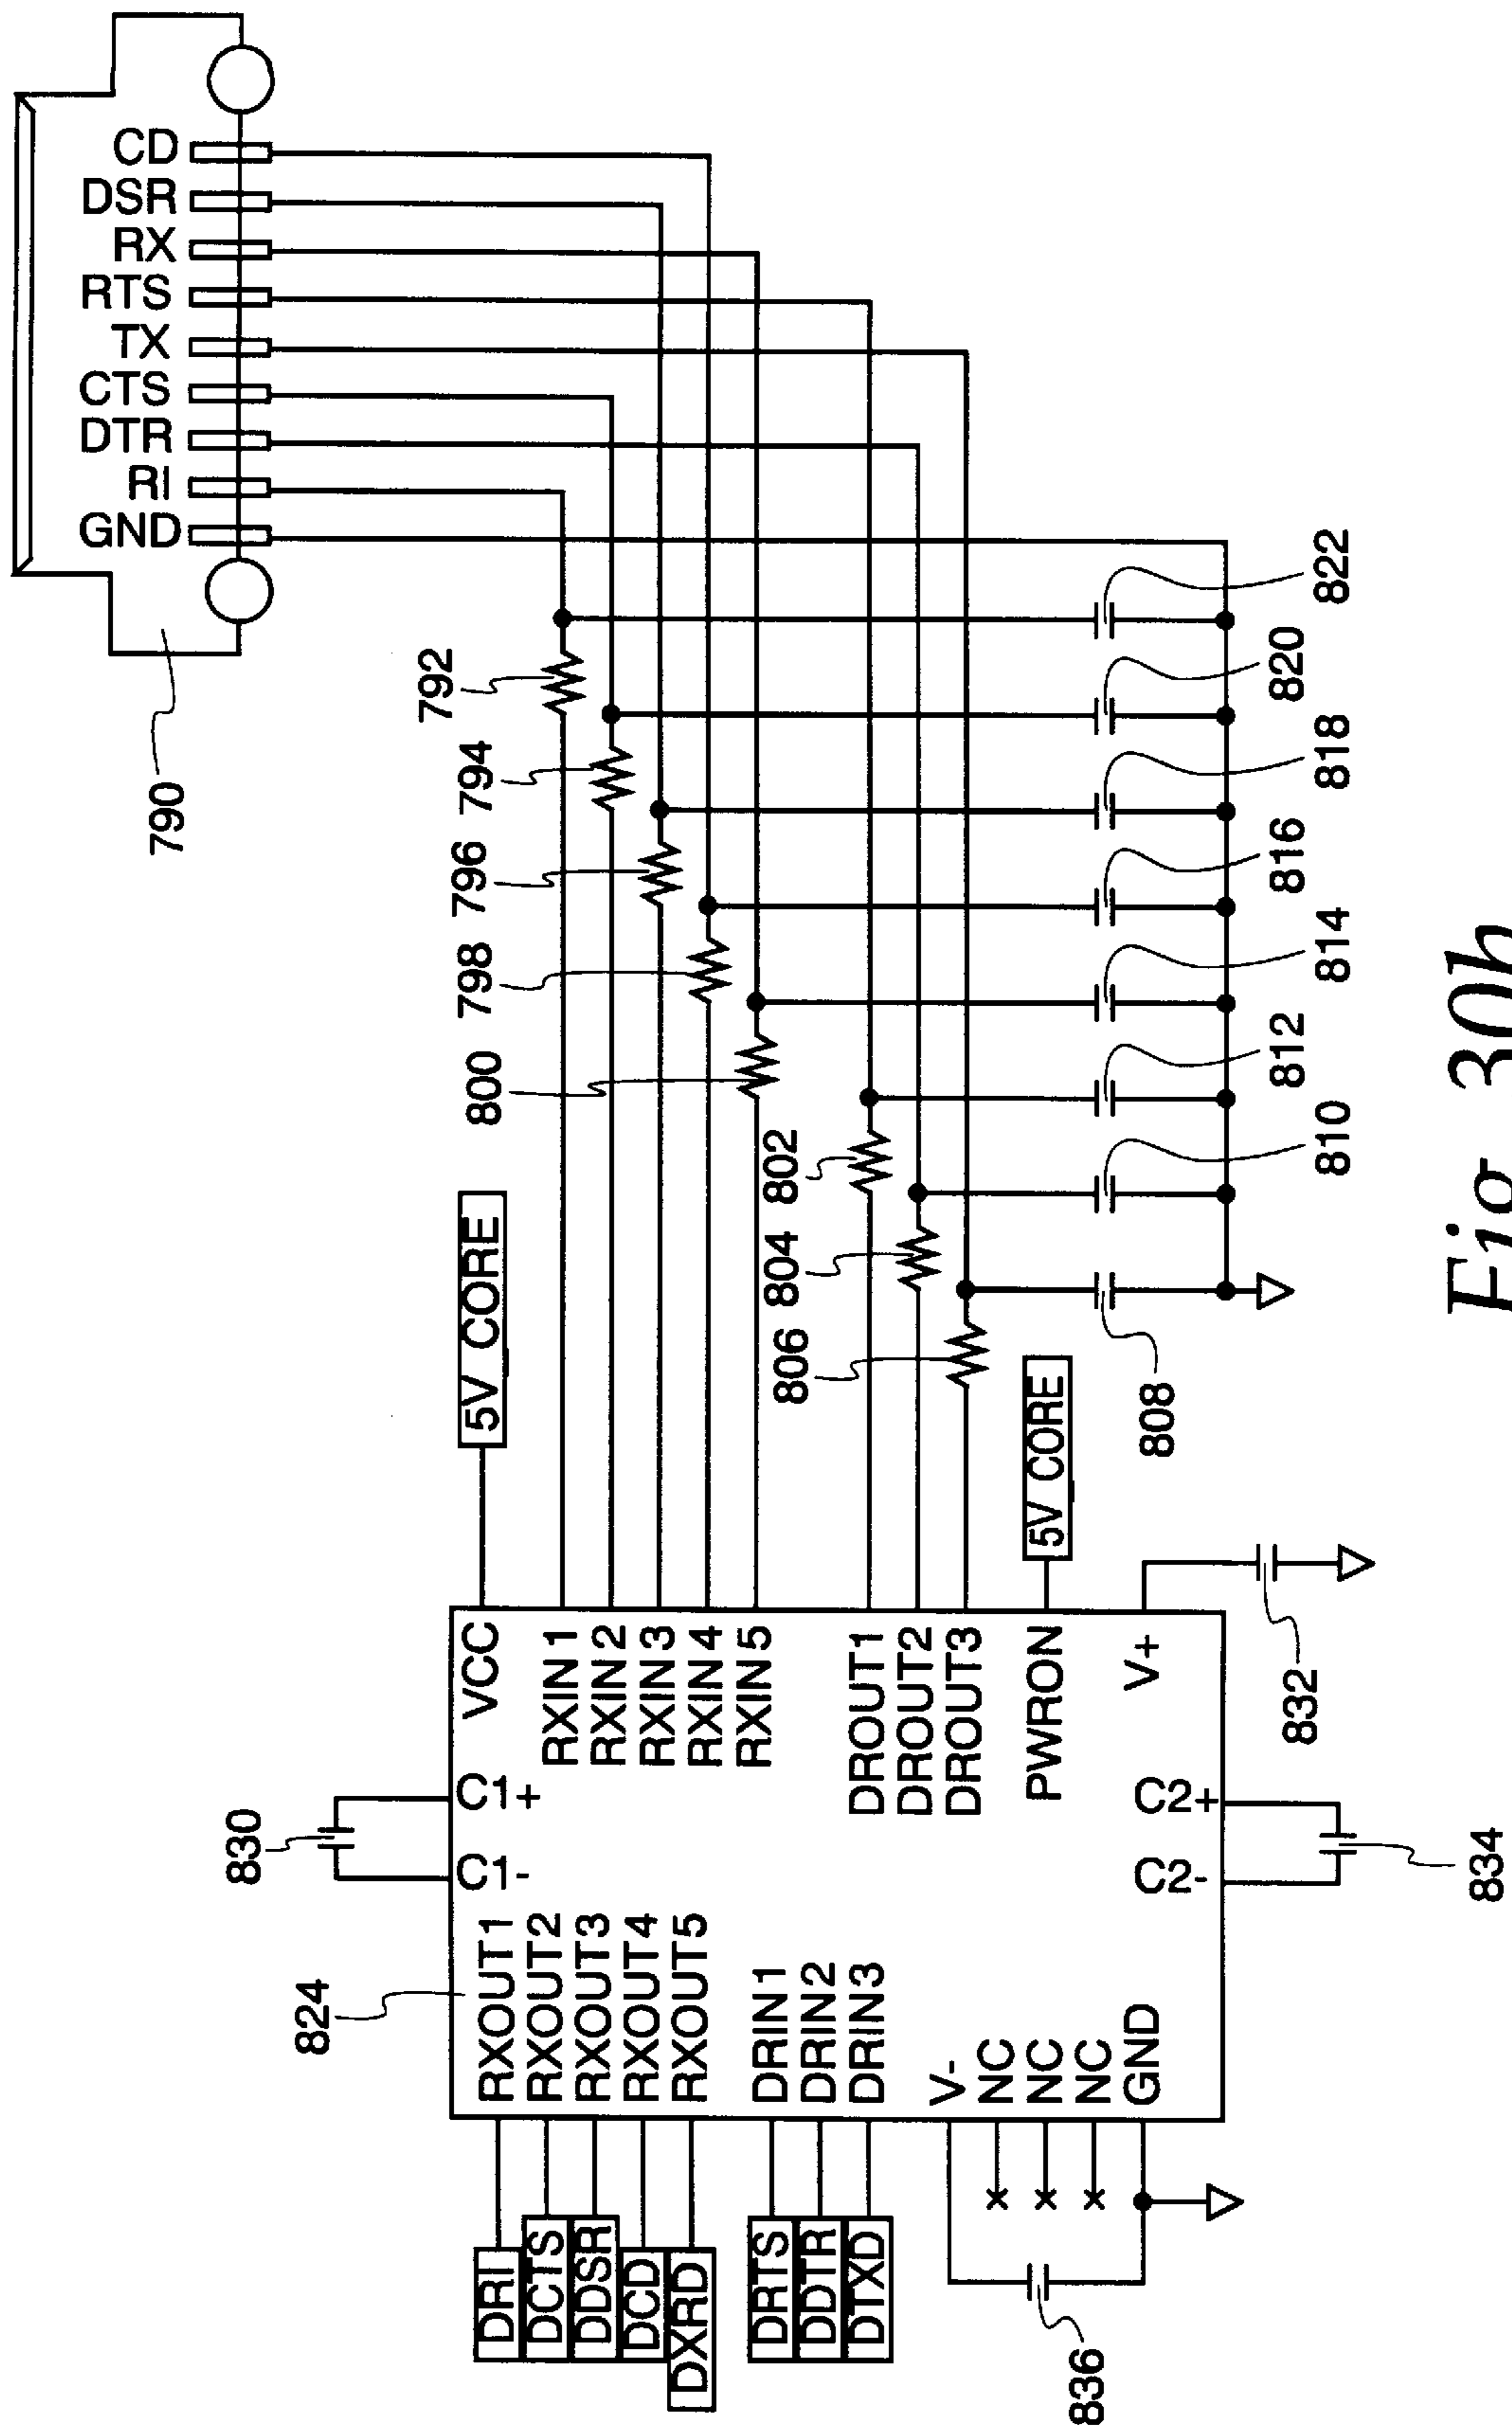 CD
DSR
RX
RTS
TX
CTS
DTR
RI
GND
790
792
794
796
798
800
802
804
806
808
810
812
814
816
818
820
822
5V CORE
5V CORE
830
824
VCC
RXIN1
RXIN2
RXIN3
RXIN4
RXIN5
DROUT1
DROUT2
DROUT3
PWRON
V+
C1+
C1-
C2+
C2-
RXOUT1
RXOUT2
RXOUT3
RXOUT4
RXOUT5
DRIN1
DRIN2
DRIN3
V-
NC
NC
NC
GND
DRI
DCTS
DDSR
DCD
DXRD
DRTS
DDTR
DTXD
832
834
836
Fig 30h